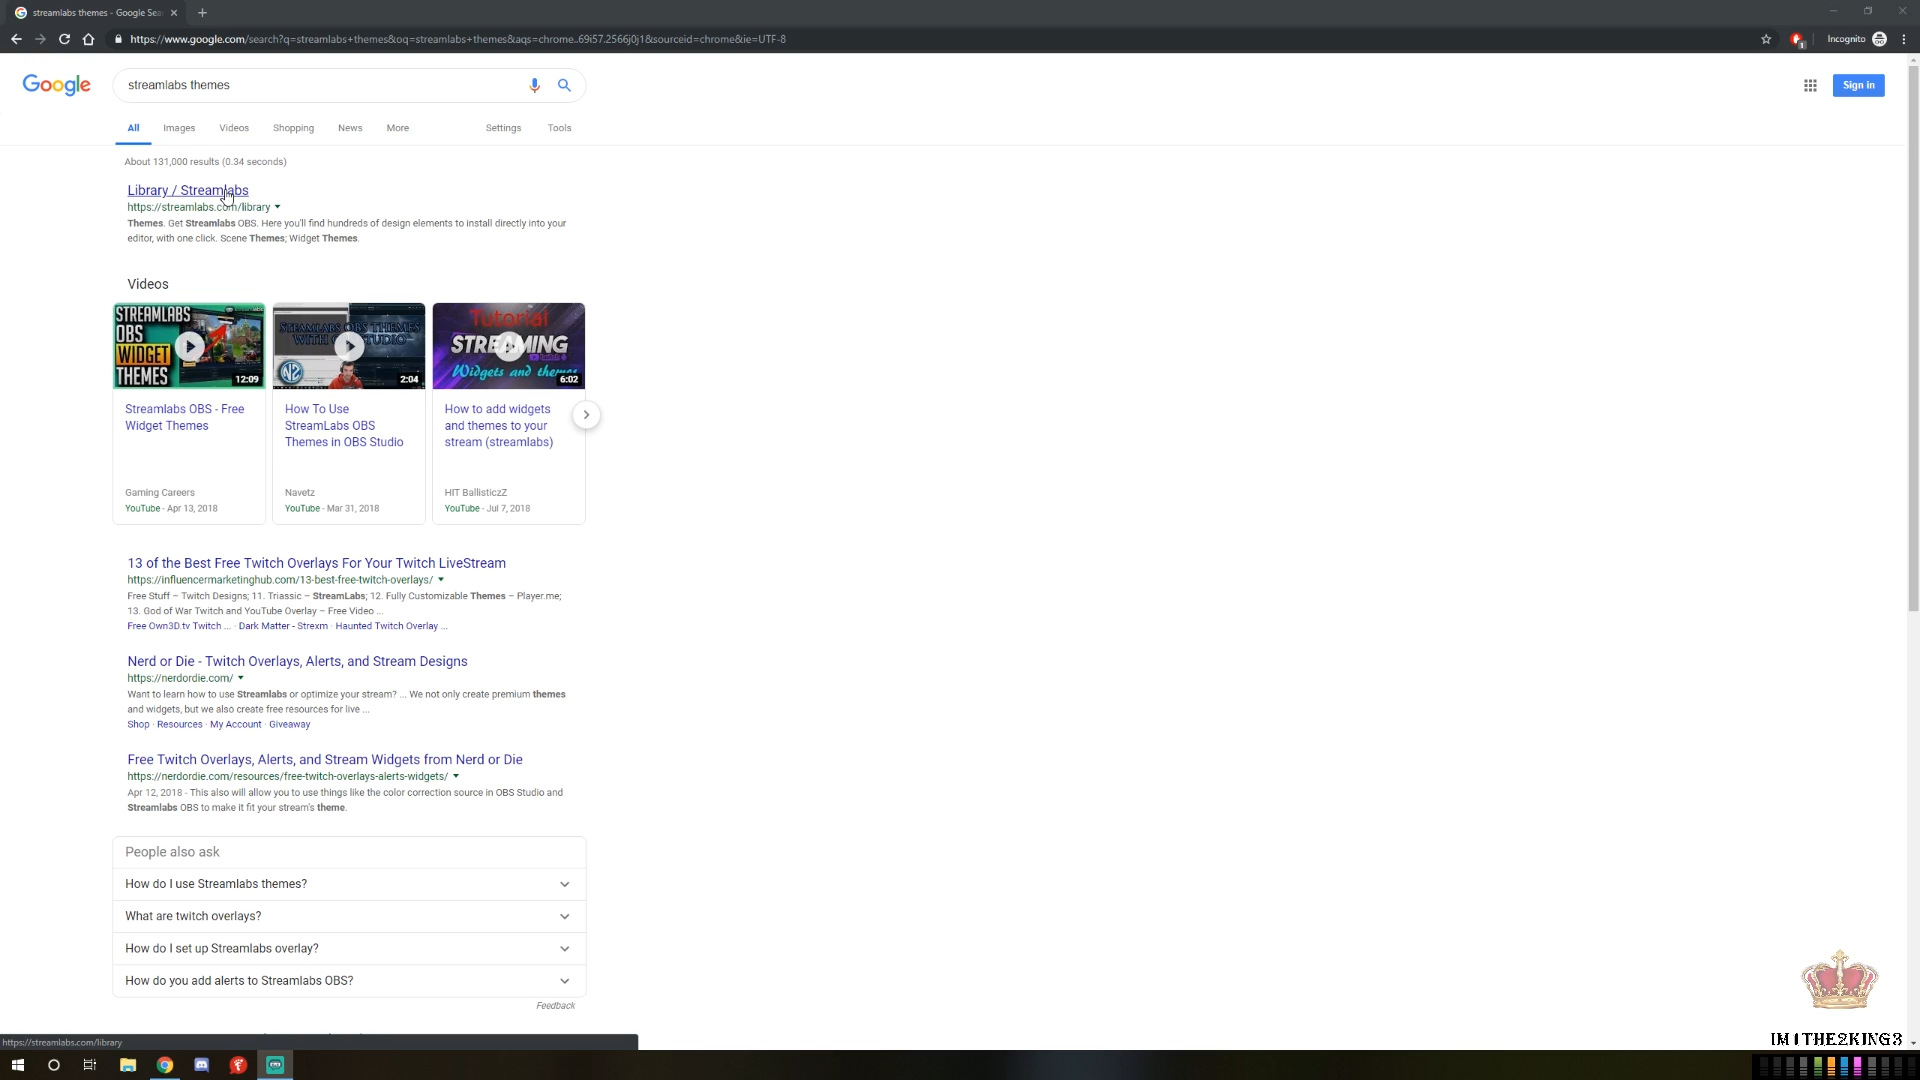 streamlabs themes - Google Sea
https://www.google.com/search?q=streamlabs+themes&oq=streamlabs+themes&aqs=chrome..69i57.2566j0j1&sourceid=chrome&ie=UTF-8
1
Incognito
Google
streamlabs themes
Sign in
All Images Videos Shopping News More Settings Tools
About 131,000 results (0.34 seconds)
Library / Streamlabs
https://streamlabs.com/library
Themes. Get Streamlabs OBS. Here you'll find hundreds of design elements to install directly into your
editor, with one click. Scene Themes; Widget Themes.
Videos
STREAMLABS
OBS
WIDGET
THEMES
12:09
STEAMLABS OBS THEMES
2:04
Tutorial
STREAMING
Widgets and themes
6:02
Streamlabs OBS - Free
Widget Themes
Gaming Careers
YouTube - Apr 13, 2018
How To Use
StreamLabs OBS
Themes in OBS Studio
Navetz
YouTube - Mar 31, 2018
How to add widgets
and themes to your
stream (streamlabs)
HIT BallisticzZ
YouTube - Jul 7, 2018
13 of the Best Free Twitch Overlays For Your Twitch LiveStream
https://influencermarketinghub.com/13-best-free-twitch-overlays/
Free Stuff – Twitch Designs; 11. Triassic – StreamLabs; 12. Fully Customizable Themes – Player.me;
13. God of War Twitch and YouTube Overlay – Free Video ...
Free Own3D.tv Twitch ... · Dark Matter - Strexm · Haunted Twitch Overlay ...
Nerd or Die - Twitch Overlays, Alerts, and Stream Designs
https://nerdordie.com/
Want to learn how to use Streamlabs or optimize your stream? ... We not only create premium themes
and widgets, but we also create free resources for live ...
Shop · Resources · My Account · Giveaway
Free Twitch Overlays, Alerts, and Stream Widgets from Nerd or Die
https://nerdordie.com/resources/free-twitch-overlays-alerts-widgets/
Apr 12, 2018 - This also will allow you to use things like the color correction source in OBS Studio and
Streamlabs OBS to make it fit your stream's theme.
People also ask
How do I use Streamlabs themes?
What are twitch overlays?
How do I set up Streamlabs overlay?
How do you add alerts to Streamlabs OBS?
Feedback
https://streamlabs.com/library
IM1THE2KING3